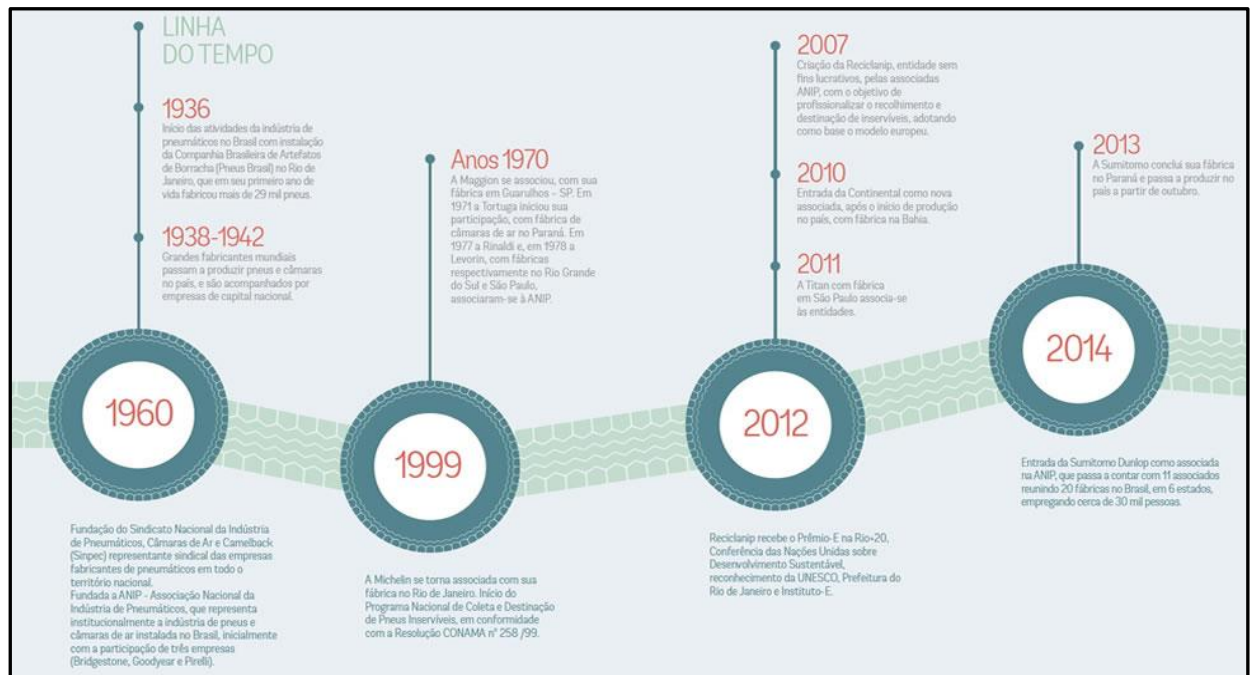 LINHA
DO TEMPO
1936
Início das atividades da indústria de
pneumáticos no Brasil com instalação
da Companhia Brasileira de Artefatos
de Borracha (Pneus Brasil) no Rio de
Janeiro, que em seu primeiro ano de
vida fabricou mais de 29 mil pneus.
1938-1942
Grandes fabricantes mundiais
passam a produzir pneus e câmaras
no país, e são acompanhados por
empresas de capital nacional.
1960
Fundação do Sindicato Nacional da Indústria
de Pneumáticos, Câmaras de Ar e Camelback
(Sinpec) representante sindical das empresas
fabricantes de pneumáticos em todo o
território nacional.
Fundada a ANIP - Associação Nacional da
Indústria de Pneumáticos, que representa
institucionalmente a indústria de pneus e
câmaras de ar instalada no Brasil, inicialmente
com a participação de três empresas
(Bridgestone, Goodyear e Pirelli).
Anos 1970
A Maggion se associou, com sua
fábrica em Guarulhos – SP. Em
1971 a Tortuga iniciou sua
participação, com fábrica de
câmaras de ar no Paraná. Em
1977 a Rinaldi e, em 1978 a
Levorin, com fábricas
respectivamente no Rio Grande
do Sul e São Paulo,
associaram-se à ANIP.
1999
A Michelin se torna associada com sua
fábrica no Rio de Janeiro. Início do
Programa Nacional de Coleta e Destinação
de Pneus Inservíveis, em conformidade
com a Resolução CONAMA n° 258 /99.
2007
Criação da Reciclanip, entidade sem
fins lucrativos, pelas associadas
ANIP, com o objetivo de
profissionalizar o recolhimento e
destinação de inservíveis, adotando
como base o modelo europeu.
2010
Entrada da Continental como nova
associada, após o início de produção
no país, com fábrica na Bahia.
2011
A Titan com fábrica
em São Paulo associa-se
às entidades.
2012
Reciclanip recebe o Prêmio-E na Rio+20,
Conferência das Nações Unidas sobre
Desenvolvimento Sustentável,
reconhecimento da UNESCO, Prefeitura do
Rio de Janeiro e Instituto-E.
2013
A Sumitomo conclui sua fábrica
no Paraná e passa a produzir no
país a partir de outubro.
2014
Entrada da Sumitomo Dunlop como associada
na ANIP, que passa a contar com 11 associados
reunindo 20 fábricas no Brasil, em 6 estados,
empregando cerca de 30 mil pessoas.